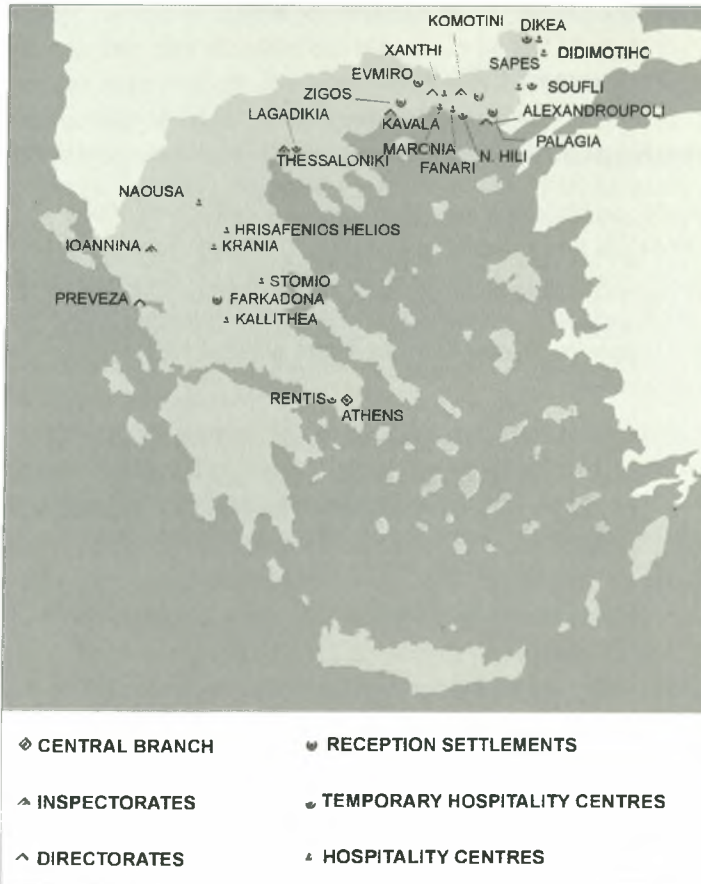 KOMOTINI
DIKEA
XANTHI
DIDIMOTIHO
SAPES
EVMIRO
SOUFLI
ZIGOS
LAGADIKIA
ALEXANDROUPOLI
KAVALA
PALAGIA
MARONIA
N. HILI
THESSALONIKI
FANARI
NAOUSA
HRISAFENIOS HELIOS
IOANNINA
KRANIA
STOMIO
PREVEZA
FARKADONA
KALLITHEA
RENTIS
ATHENS
CENTRAL BRANCH
RECEPTION SETTLEMENTS
INSPECTORATES
TEMPORARY HOSPITALITY CENTRES
DIRECTORATES
HOSPITALITY CENTRES